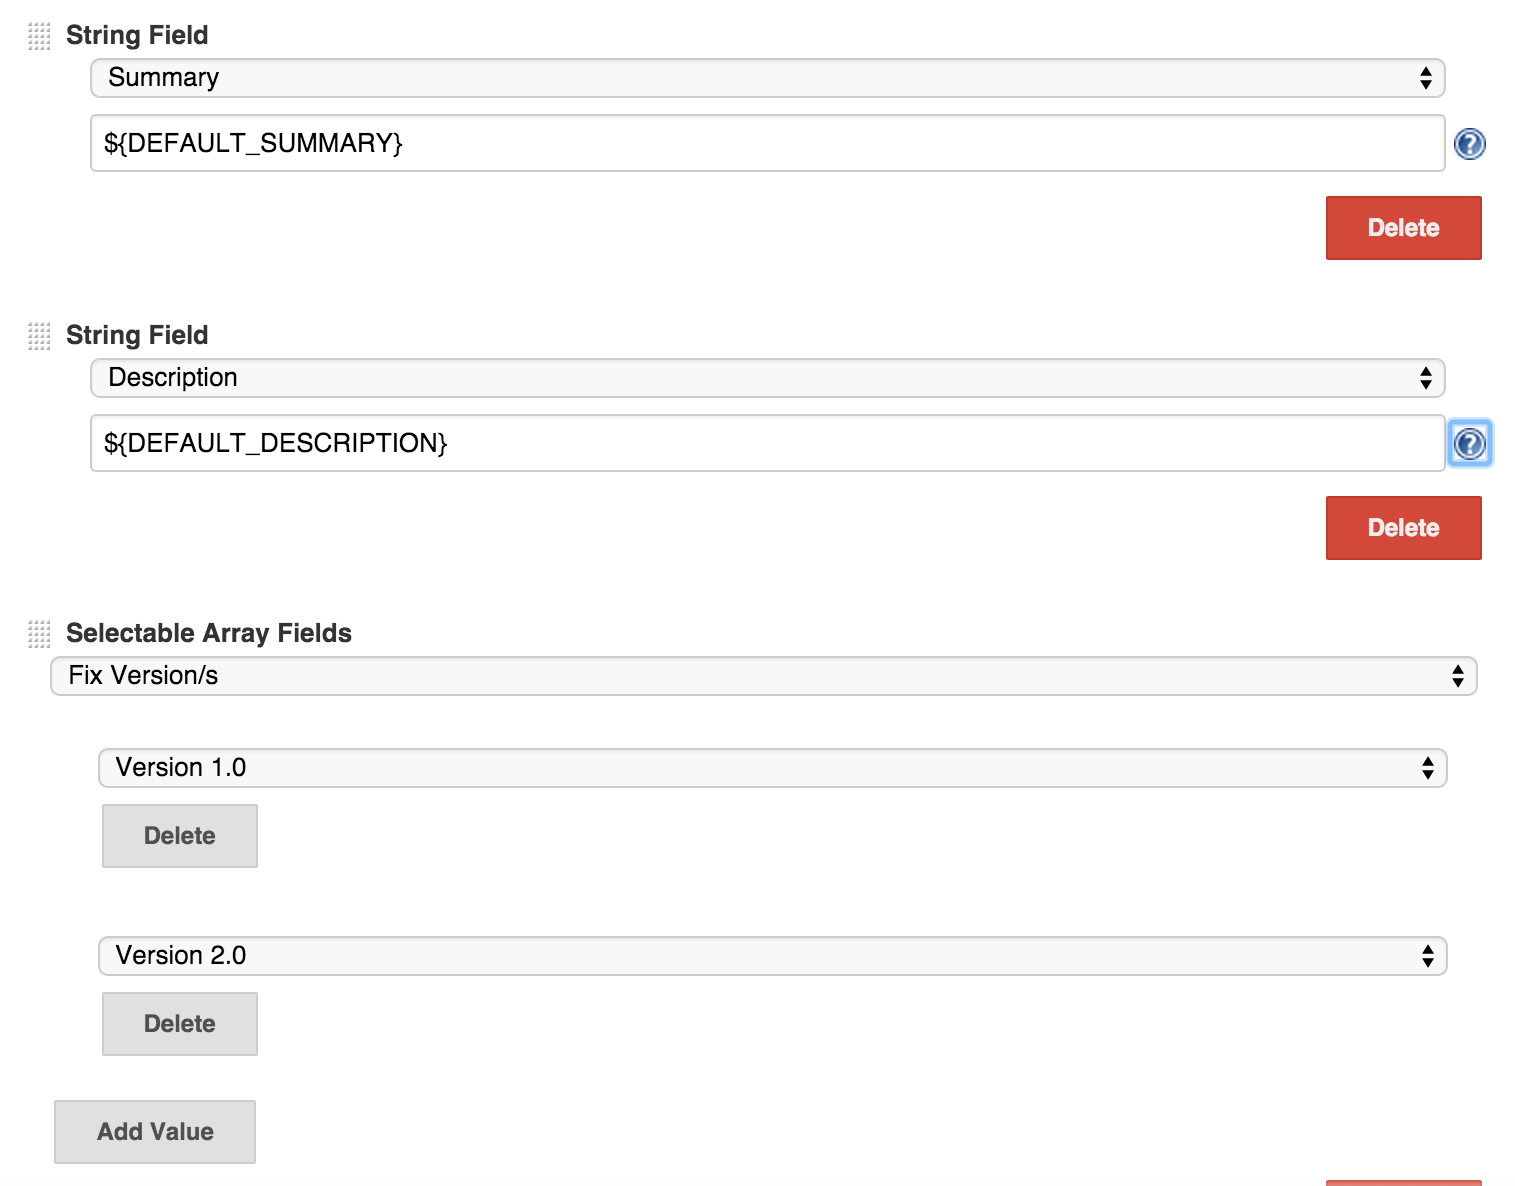 String Field
Summary
${DEFAULT_SUMMARY}
?
Delete
String Field
Description
${DEFAULT_DESCRIPTION}
?
Delete
Selectable Array Fields
Fix Version/s
Version 1.0
Delete
Version 2.0
Delete
Add Value